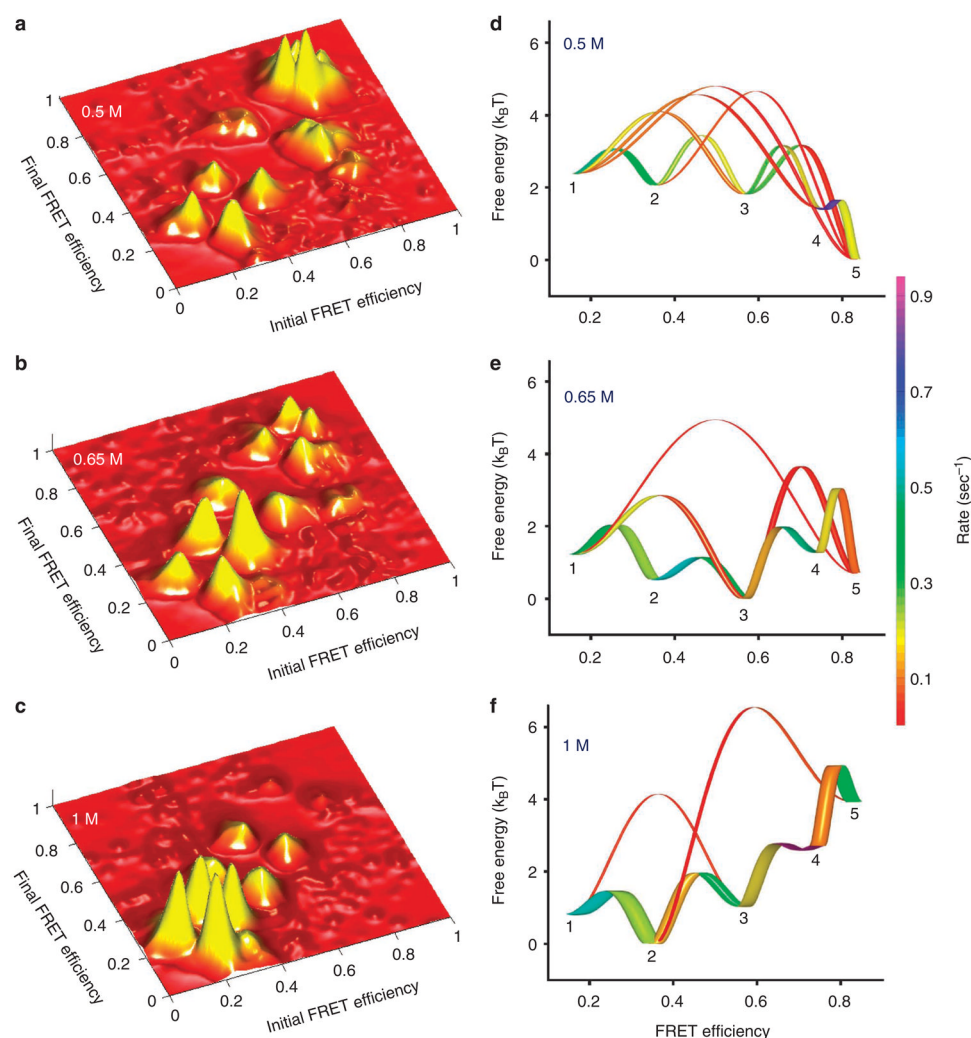 a
1
0.8
0.6
0.4
0.2
0
0.5 M
Final FRET efficiency
0
0.2
0.4
0.6
0.8
1
Initial FRET efficiency
b
1
0.8
0.6
0.4
0.2
0
0.65 M
Final FRET efficiency
0
0.2
0.4
0.6
0.8
1
Initial FRET efficiency
c
1
0.8
0.6
0.4
0.2
0
1 M
Final FRET efficiency
0
0.2
0.4
0.6
0.8
1
Initial FRET efficiency
d
0.5 M
Free energy (kBT)
6
4
2
0
1
2
3
4
5
0.2 0.4 0.6 0.8
e
0.65 M
Free energy (kBT)
6
4
2
0
1
2
3
4
5
0.2 0.4 0.6 0.8
f
1 M
Free energy (kBT)
6
4
2
0
1
2
3
4
5
0.2 0.4 0.6 0.8
FRET efficiency
0.9
0.7
0.5
0.3
0.1
Rate (sec⁻¹)